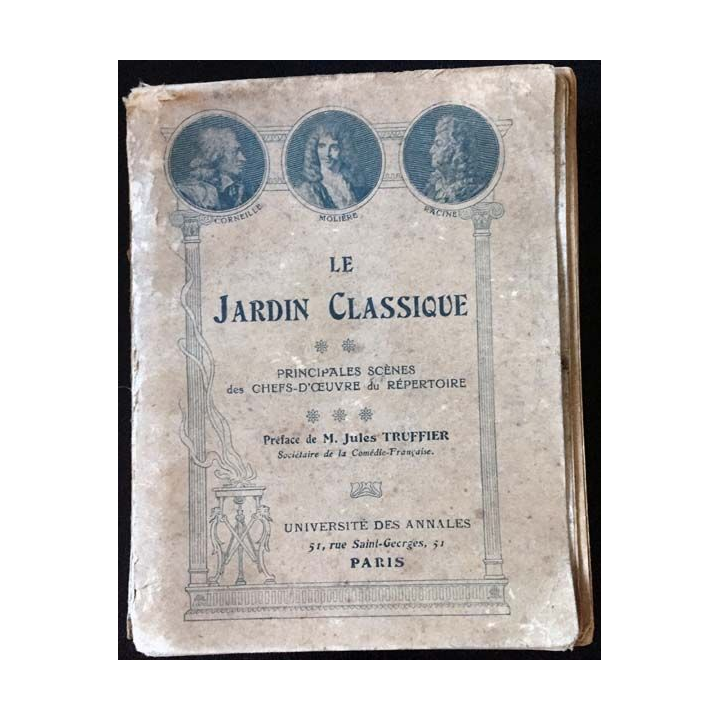 CORNEILLE
MOLIÈRE
RACINE
LE
JARDIN CLASSIQUE
PRINCIPALES SCÈNES
des CHEFS-D'ŒUVRE du RÉPERTOIRE
Préface de M. Jules TRUFFIER
Sociétaire de la Comédie-Française.
UNIVERSITÉ DES ANNALES
51, rue Saint-Georges, 51
PARIS